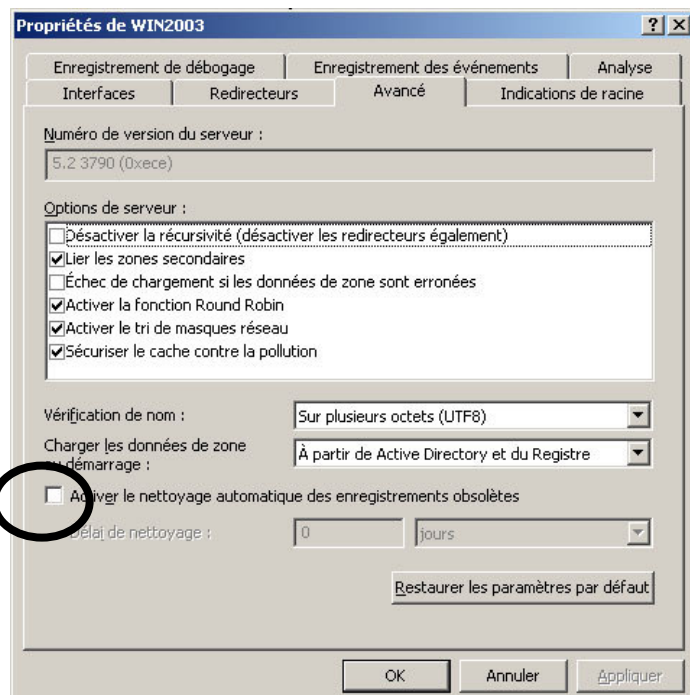 Propriétés de WIN2003
Enregistrement de débogage Enregistrement des événements Analyse
Interfaces Redirecteurs Avancé Indications de racine
Numéro de version du serveur :
5.2 3790 (0xece)
Options de serveur :
Désactiver la récursivité (désactiver les redirecteurs également)
Lier les zones secondaires
Échec de chargement si les données de zone sont erronées
Activer la fonction Round Robin
Activer le tri de masques réseau
Sécuriser le cache contre la pollution
Vérification de nom : Sur plusieurs octets (UTF8)
Charger les données de zone
au démarrage : À partir de Active Directory et du Registre
Activer le nettoyage automatique des enregistrements obsolètes
Délai de nettoyage : 0 jours
Restaurer les paramètres par défaut
OK Annuler Appliquer